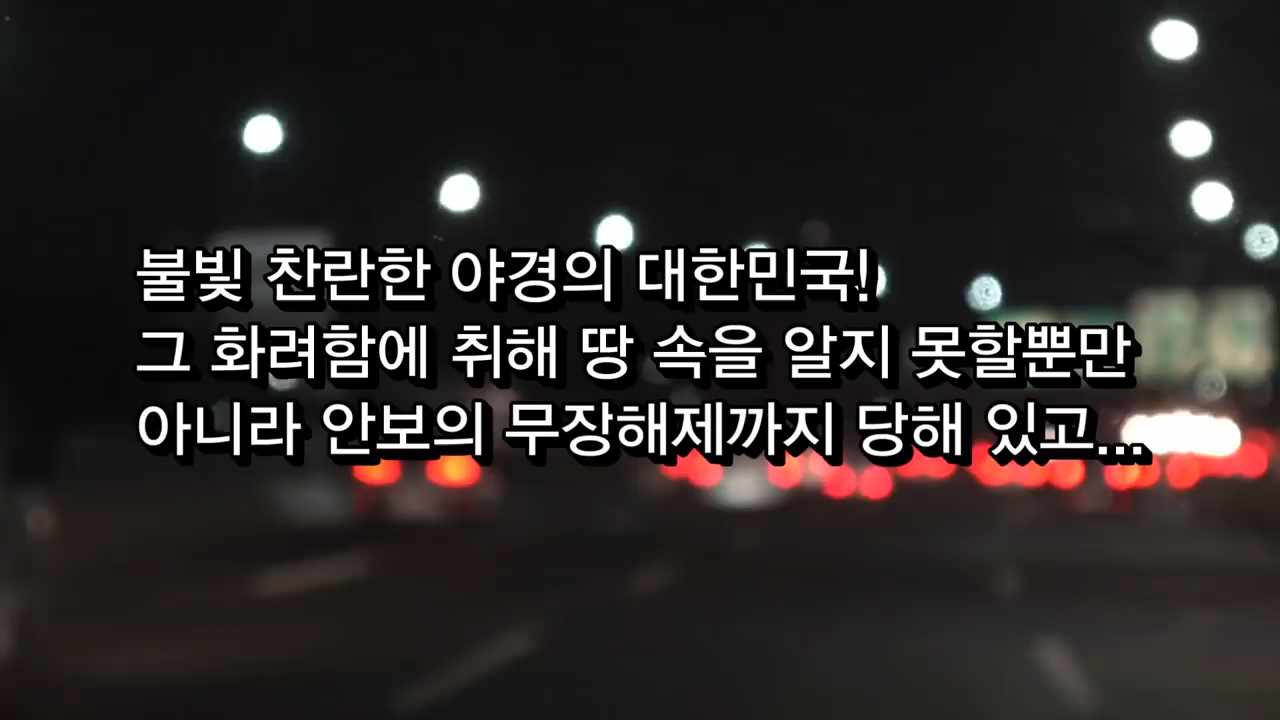 불빛 찬란한 야경의 대한민국!
그 화려함에 취해 땅 속을 알지 못할뿐만
아니라 안보의 무장해제까지 당해 있고...